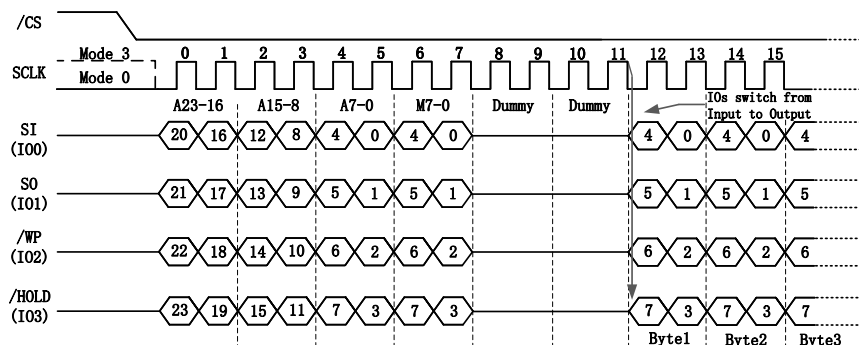 /CS
Mode 3 0 1 2 3 4 5 6 7 8 9 10 11 12 13 14 15
SCLK
Mode 0
A23-16 A15-8 A7-0 M7-0 Dummy Dummy IOs switch from
Input to Output
SI 20 16 12 8 4 0 4 0 4 0 4 0 4
(IO0)
SO 21 17 13 9 5 1 5 1 5 1 5 1 5
(IO1)
/WP 22 18 14 10 6 2 6 2 6 2 6 2 6
(IO2)
/HOLD 23 19 15 11 7 3 7 3 7 3 7 3 7
(IO3)
Byte1 Byte2 Byte3